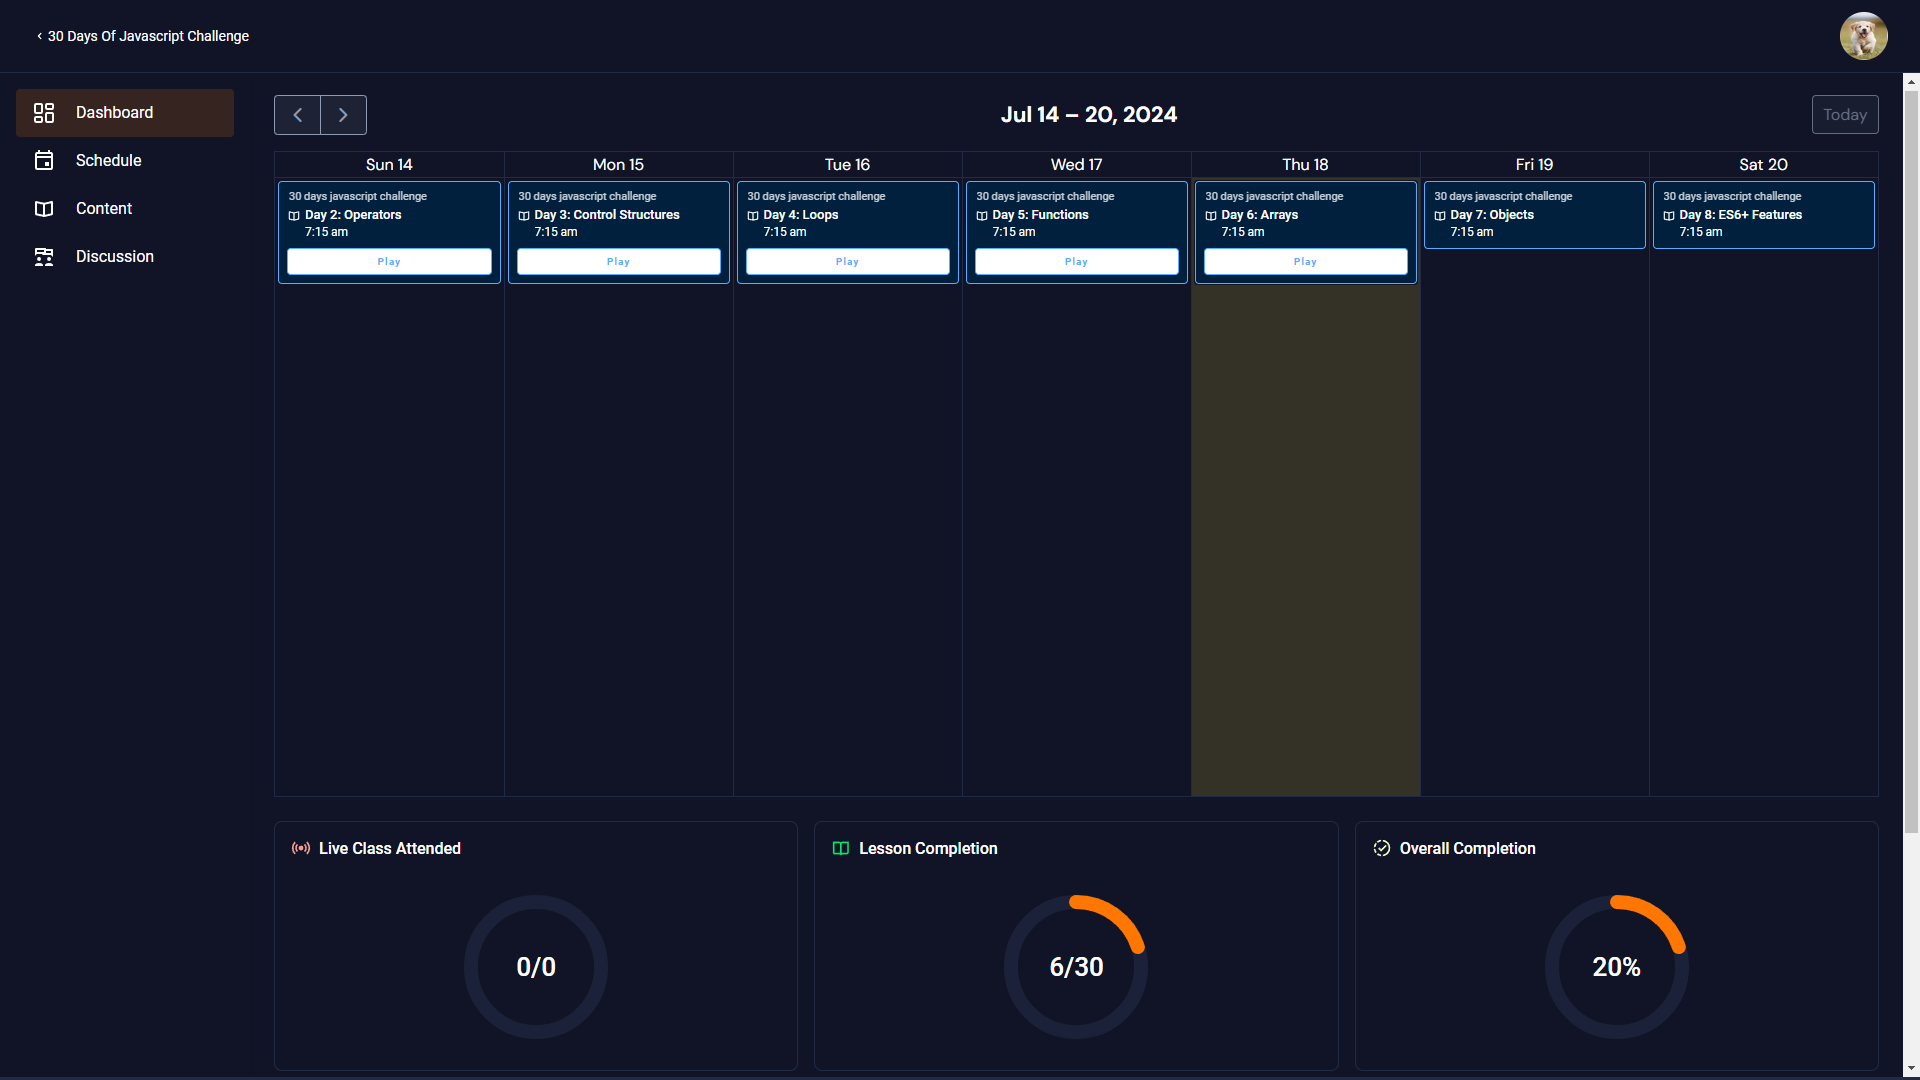 ‹ 30 Days Of Javascript Challenge
Dashboard
Schedule
Content
Discussion
Jul 14 – 20, 2024
Today
Sun 14
Mon 15
Tue 16
Wed 17
Thu 18
Fri 19
Sat 20
30 days javascript challenge
Day 2: Operators
7:15 am
Play
30 days javascript challenge
Day 3: Control Structures
7:15 am
Play
30 days javascript challenge
Day 4: Loops
7:15 am
Play
30 days javascript challenge
Day 5: Functions
7:15 am
Play
30 days javascript challenge
Day 6: Arrays
7:15 am
Play
30 days javascript challenge
Day 7: Objects
7:15 am
30 days javascript challenge
Day 8: ES6+ Features
7:15 am
Live Class Attended
0/0
Lesson Completion
6/30
Overall Completion
20%